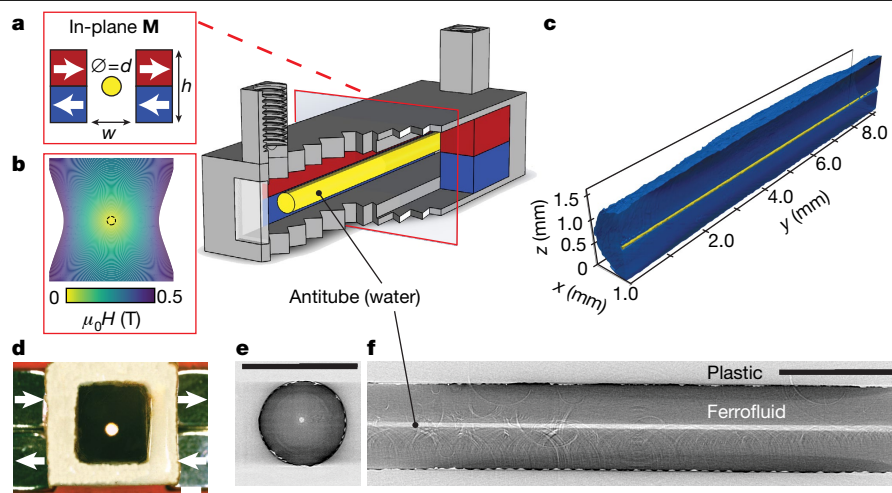 a
In-plane M
Ø=d
h
w
b
0
0.5
μ₀H (T)
Antitube (water)
c
1.5
1.0
0.5
0
z (mm)
x (mm)
1.0
2.0
4.0
6.0
8.0
y (mm)
d
e
f
Plastic
Ferrofluid